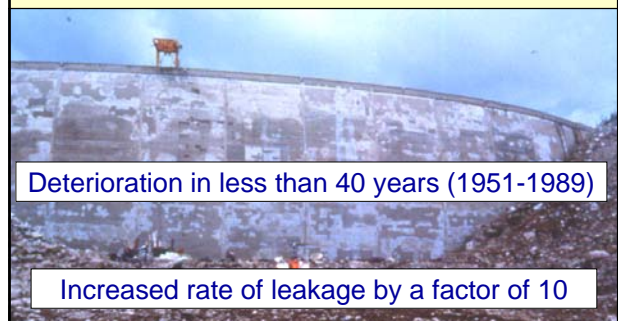 Deterioration in less than 40 years (1951-1989)
Increased rate of leakage by a factor of 10